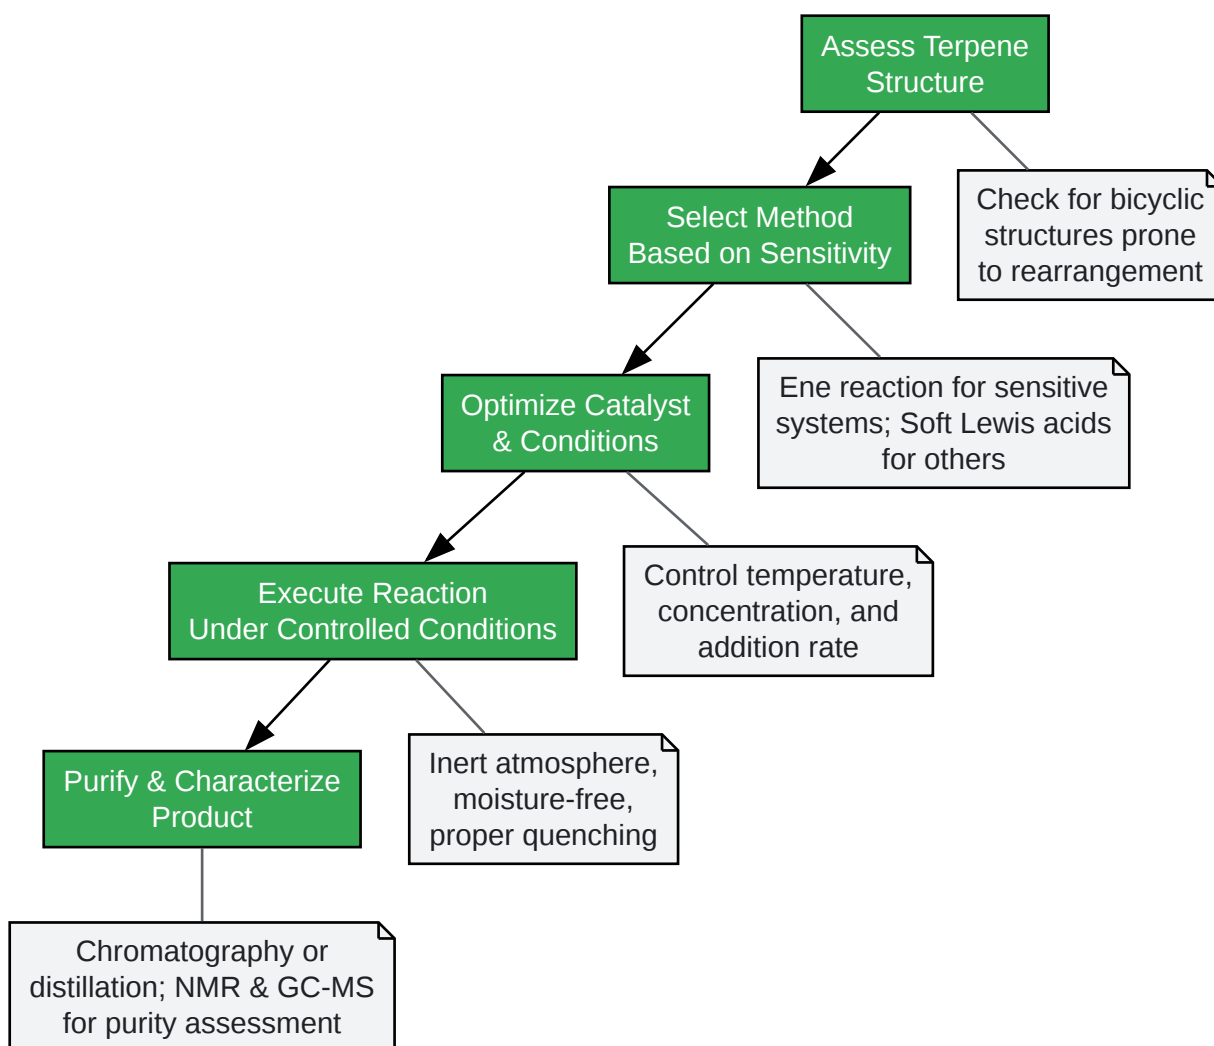 Assess Terpene
Structure
Check for bicyclic
structures prone
to rearrangement
Select Method
Based on Sensitivity
Ene reaction for sensitive
systems; Soft Lewis acids
for others
Optimize Catalyst
& Conditions
Control temperature,
concentration, and
addition rate
Execute Reaction
Under Controlled Conditions
Inert atmosphere,
moisture-free,
proper quenching
Purify & Characterize
Product
Chromatography or
distillation; NMR & GC-MS
for purity assessment